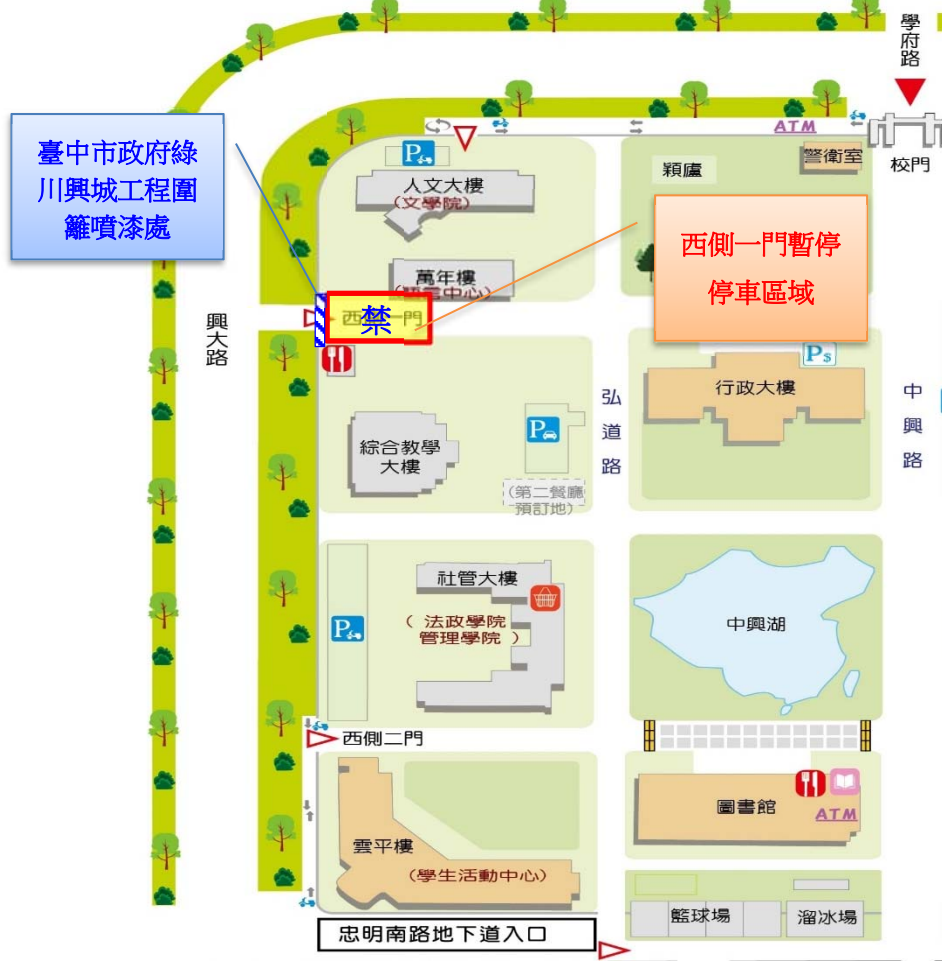 學府路
臺中市政府綠
川興城工程圍
籬噴漆處
ATM
警衛室
校門
穎廬
P
人文大樓
(文學院)
西側一門暫停
停車區域
萬年樓
(語言中心)
禁
西側一門
興大路
P$
行政大樓
弘道路
中興路
綜合教學
大樓
P
(第二餐廳
預訂地)
社管大樓
(法政學院
管理學院)
P
中興湖
西側二門
圖書館
ATM
雲平樓
(學生活動中心)
籃球場
溜冰場
忠明南路地下道入口